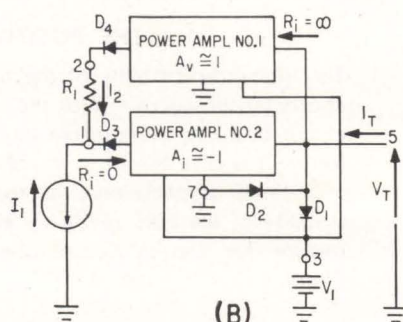 D4
POWER AMPL NO.1
Av ≅ 1
Ri=∞
2
R1
I2
D3
1
POWER AMPL NO.2
Ai ≅ -1
IT
5
Ri=0
I1
7
D2
D1
VT
3
V1
(B)